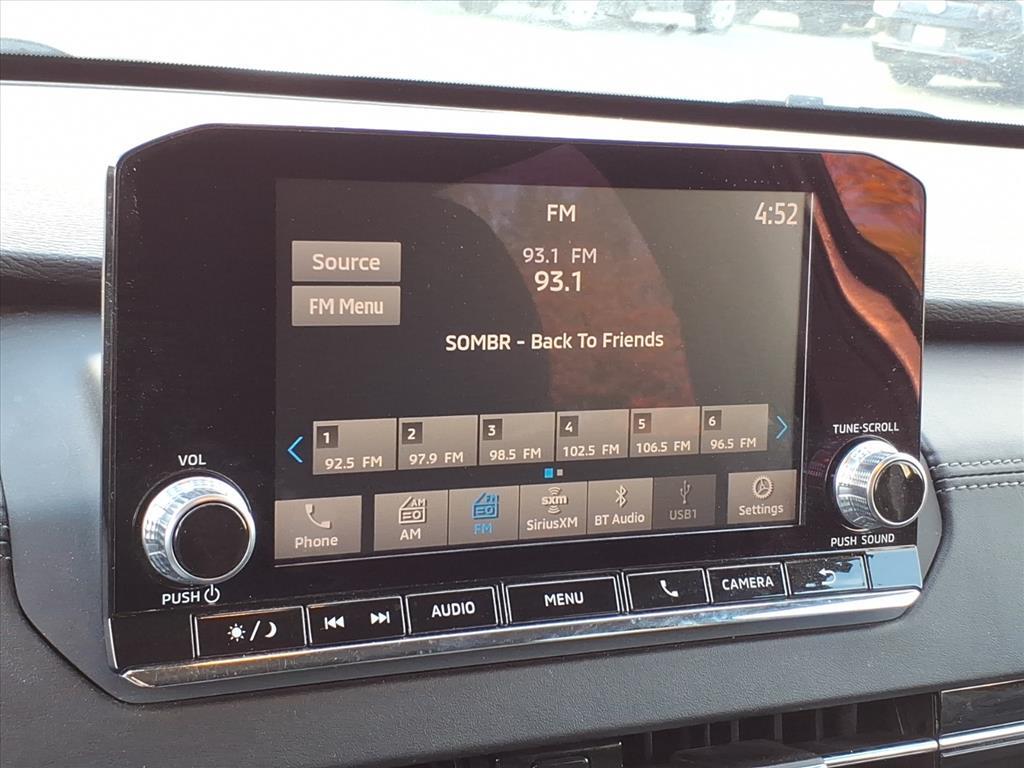 FM
4:52
Source
93.1 FM
93.1
FM Menu
SOMBR - Back To Friends
1
92.5 FM
2
97.9 FM
3
98.5 FM
4
102.5 FM
5
106.5 FM
6
96.5 FM
Phone
AM
AM
FM
FM
sxm
SiriusXM
BT Audio
USB1
Settings
VOL
PUSH
TUNE·SCROLL
PUSH SOUND
AUDIO
MENU
CAMERA